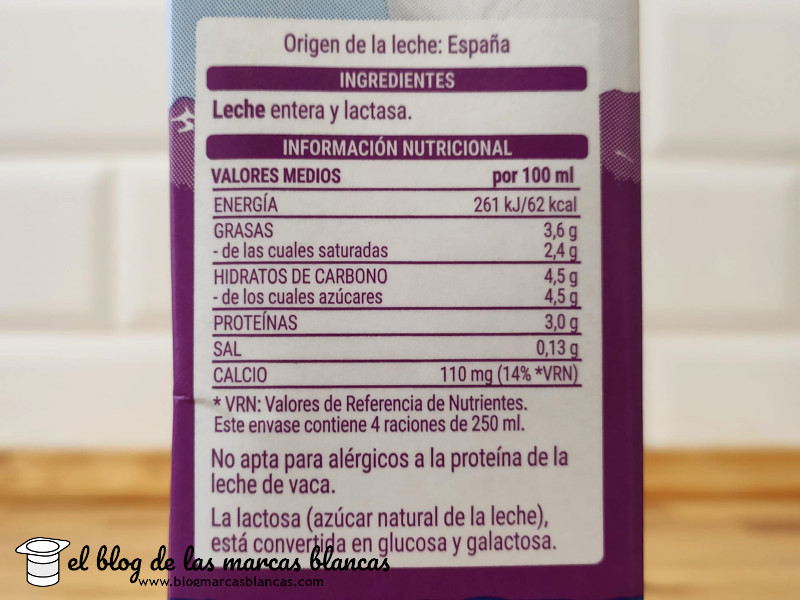 Origen de la leche: España
INGREDIENTES
Leche entera y lactasa.
INFORMACIÓN NUTRICIONAL
VALORES MEDIOS por 100 ml
ENERGÍA 261 kJ/62 kcal
GRASAS 3,6 g
- de las cuales saturadas 2,4 g
HIDRATOS DE CARBONO 4,5 g
- de los cuales azúcares 4,5 g
PROTEÍNAS 3,0 g
SAL 0,13 g
CALCIO 110 mg (14% *VRN)
* VRN: Valores de Referencia de Nutrientes.
Este envase contiene 4 raciones de 250 ml.
No apta para alérgicos a la proteína de la
leche de vaca.
La lactosa (azúcar natural de la leche),
está convertida en glucosa y galactosa.
el blog de las marcas blancas
www.blogmarcasblancas.com